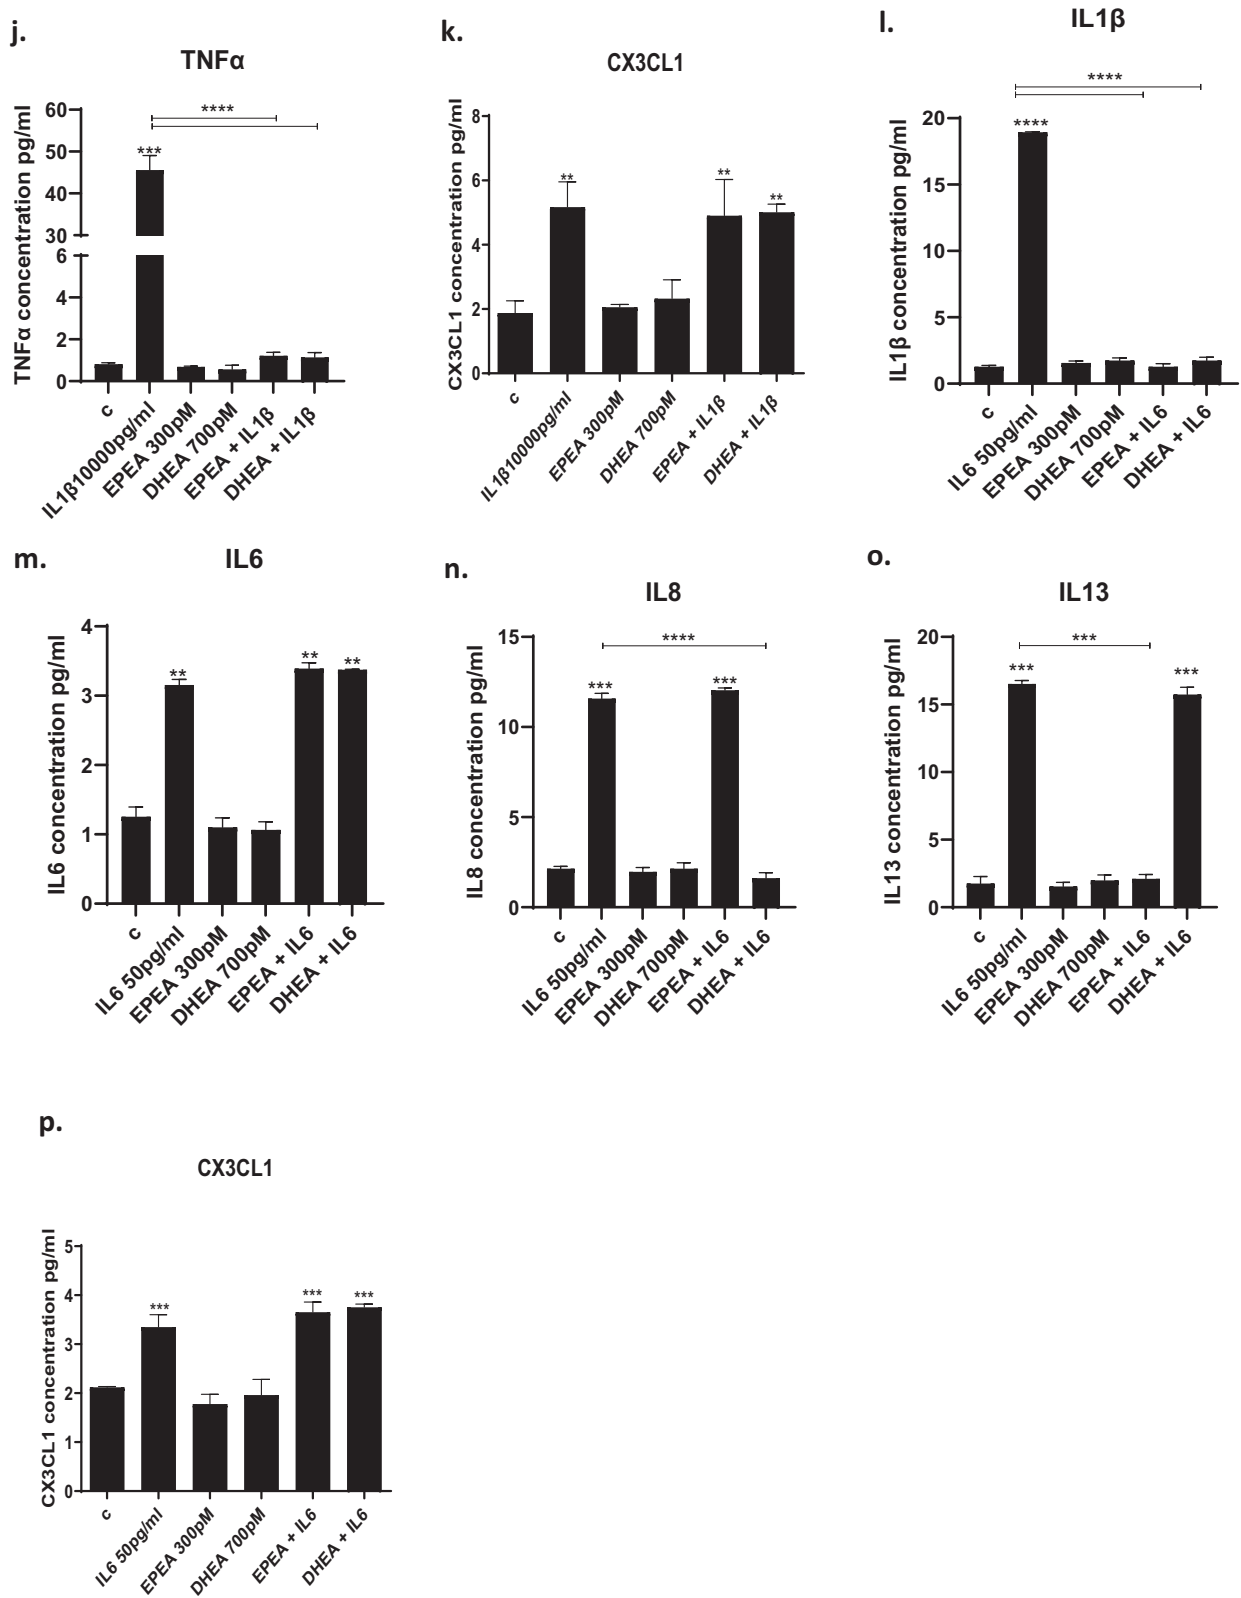 j.
TNFα
TNFα concentration pg/ml
60
50
40
30
6
4
2
0
***
****
c
IL1β10000pg/ml
EPEA 300pM
DHEA 700pM
EPEA + IL1β
DHEA + IL1β
k.
CX3CL1
CX3CL1 concentration pg/ml
8
6
4
2
0
**
**
**
c
IL1β10000pg/ml
EPEA 300pM
DHEA 700pM
EPEA + IL1β
DHEA + IL1β
l.
IL1β
IL1β concentration pg/ml
20
15
10
5
0
****
****
c
IL6 50pg/ml
EPEA 300pM
DHEA 700pM
EPEA + IL6
DHEA + IL6
m.
IL6
IL6 concentration pg/ml
4
3
2
1
0
**
**
**
c
IL6 50pg/ml
EPEA 300pM
DHEA 700pM
EPEA + IL6
DHEA + IL6
n.
IL8
IL8 concentration pg/ml
15
10
5
0
****
***
***
c
IL6 50pg/ml
EPEA 300pM
DHEA 700pM
EPEA + IL6
DHEA + IL6
o.
IL13
IL13 concentration pg/ml
20
15
10
5
0
***
***
***
c
IL6 50pg/ml
EPEA 300pM
DHEA 700pM
EPEA + IL6
DHEA + IL6
p.
CX3CL1
CX3CL1 concentration pg/ml
5
4
3
2
1
0
***
***
***
c
IL6 50pg/ml
EPEA 300pM
DHEA 700pM
EPEA + IL6
DHEA + IL6